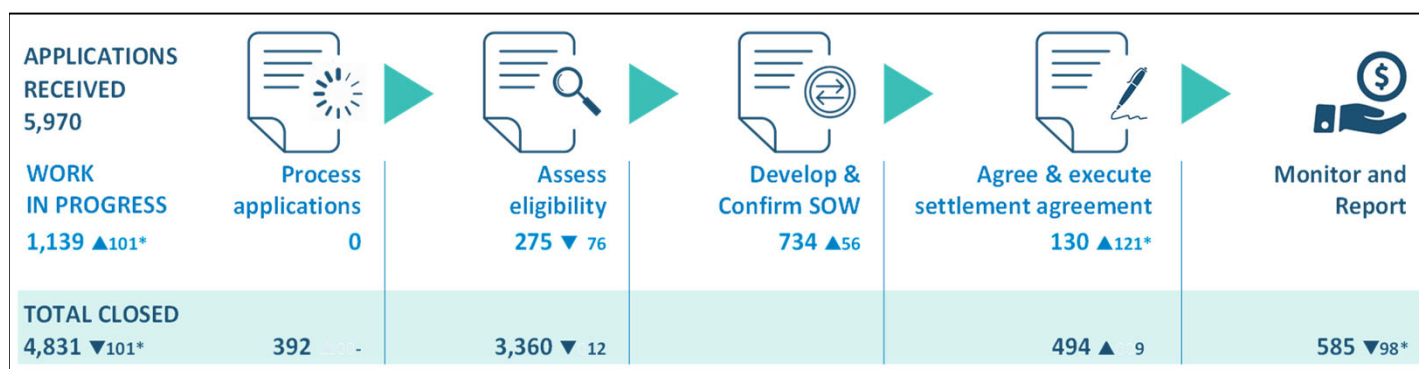 APPLICATIONS
RECEIVED
5,970
WORK
IN PROGRESS
1,139 ▲101*
Process
applications
0
Assess
eligibility
275 ▼ 76
Develop &
Confirm SOW
734 ▲56
Agree & execute
settlement agreement
130 ▲121*
Monitor and
Report
$
TOTAL CLOSED
4,831 ▼101*
392 -
3,360 ▼ 12
494 ▲ 9
585 ▼98*